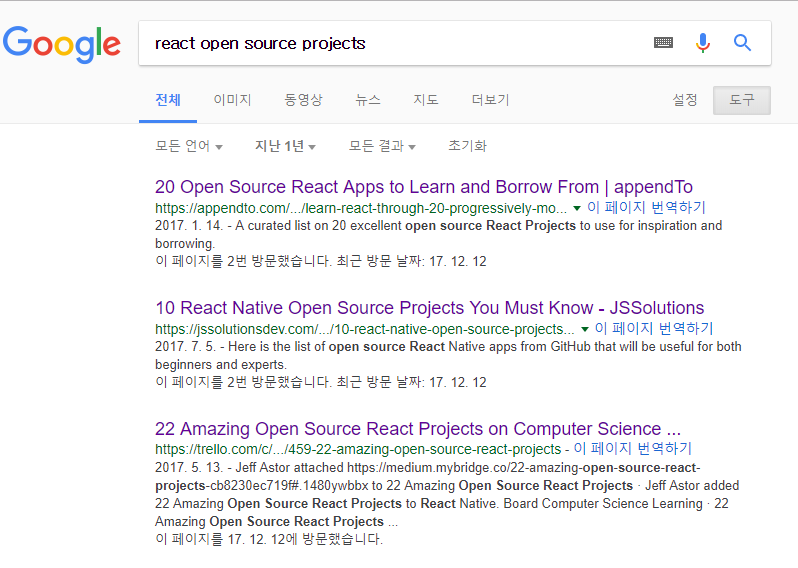 Google
react open source projects
전체 이미지 동영상 뉴스 지도 더보기 설정 도구
모든 언어 지난 1년 모든 결과 초기화
20 Open Source React Apps to Learn and Borrow From | appendTo
https://appendto.com/.../learn-react-through-20-progressively-mo... ▼ 이 페이지 번역하기
2017. 1. 14. - A curated list on 20 excellent open source React Projects to use for inspiration and
borrowing.
이 페이지를 2번 방문했습니다. 최근 방문 날짜: 17. 12. 12
10 React Native Open Source Projects You Must Know - JSSolutions
https://jssolutionsdev.com/.../10-react-native-open-source-projects... ▼ 이 페이지 번역하기
2017. 7. 5. - Here is the list of open source React Native apps from GitHub that will be useful for both
beginners and experts.
이 페이지를 2번 방문했습니다. 최근 방문 날짜: 17. 12. 12
22 Amazing Open Source React Projects on Computer Science ...
https://trello.com/c/.../459-22-amazing-open-source-react-projects - 이 페이지 번역하기
2017. 5. 13. - Jeff Astor attached https://medium.mybridge.co/22-amazing-open-source-react-
projects-cb8230ec719f#.1480ywbbx to 22 Amazing Open Source React Projects · Jeff Astor added
22 Amazing Open Source React Projects to React Native. Board Computer Science Learning · 22
Amazing Open Source React Projects ...
이 페이지를 17. 12. 12에 방문했습니다.